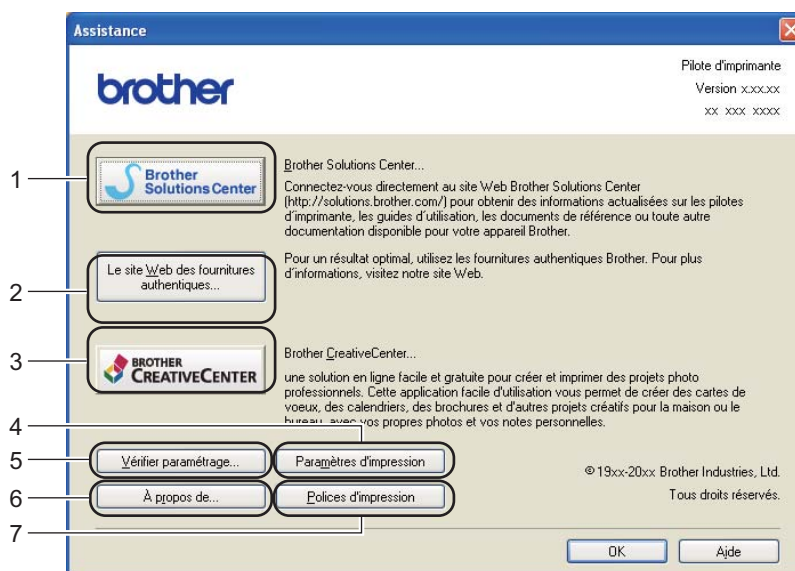 Assistance
brother
Pilote d'imprimante
Version x.xx.xx
xx xxx xxxx
1
Brother
Solutions Center
Brother Solutions Center...
Connectez-vous directement au site Web Brother Solutions Center
(http://solutions.brother.com/) pour obtenir des informations actualisées sur les pilotes
d'imprimante, les guides d'utilisation, les documents de référence ou toute autre
documentation disponible pour votre appareil Brother.
2
Le site Web des fournitures
authentiques...
Pour un résultat optimal, utilisez les fournitures authentiques Brother. Pour plus
d'informations, visitez notre site Web.
3
BROTHER
CREATIVECENTER
Brother CreativeCenter...
une solution en ligne facile et gratuite pour créer et imprimer des projets photo
professionnels. Cette application facile d'utilisation vous permet de créer des cartes de
voeux, des calendriers, des brochures et d'autres projets créatifs pour la maison ou le
bureau, avec vos propres photos et vos notes personnelles.
4
5
Vérifier paramétrage...
Paramètres d'impression
©19xx-20xx Brother Industries, Ltd.
6
À propos de...
Polices d'impression
Tous droits réservés.
7
OK
Aide